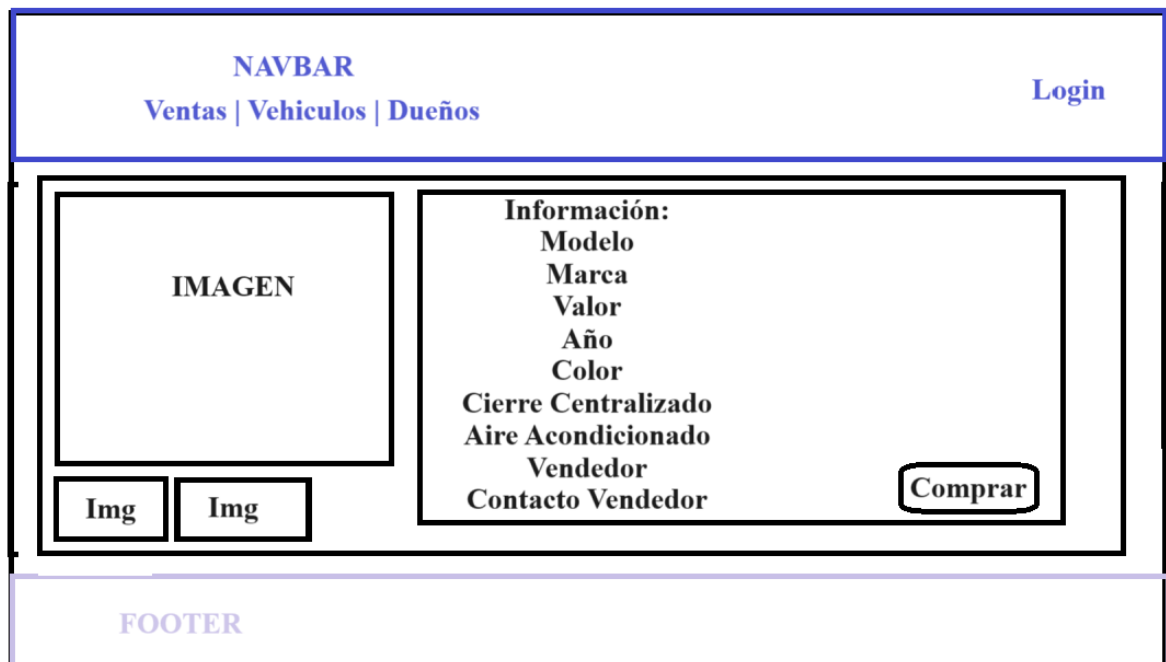 NAVBAR
Ventas | Vehiculos | Dueños
Login
IMAGEN
Img
Img
Información:
Modelo
Marca
Valor
Año
Color
Cierre Centralizado
Aire Acondicionado
Vendedor
Contacto Vendedor
Comprar
FOOTER